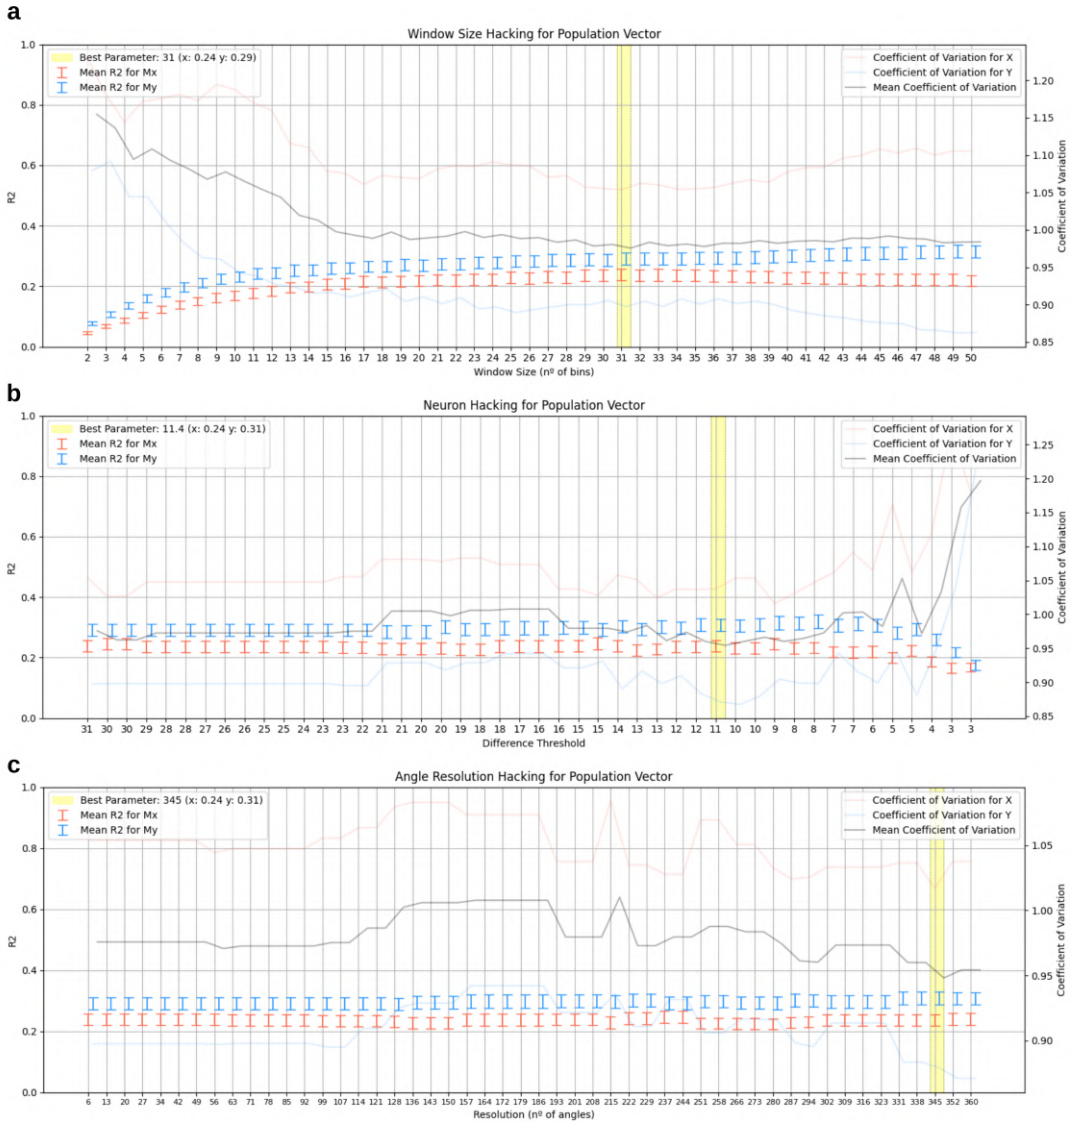 a
Window Size Hacking for Population Vector
Best Parameter: 31 (x: 0.24 y: 0.29)
Mean R2 for Mx
Mean R2 for My
Coefficient of Variation for X
Coefficient of Variation for Y
Mean Coefficient of Variation
1.0
0.8
0.6
0.4
0.2
0.0
R2
1.20
1.15
1.10
1.05
1.00
0.95
0.90
0.85
Coefficient of Variation
2 3 4 5 6 7 8 9 10 11 12 13 14 15 16 17 18 19 20 21 22 23 24 25 26 27 28 29 30 31 32 33 34 35 36 37 38 39 40 41 42 43 44 45 46 47 48 49 50
Window Size (nº of bins)
b
Neuron Hacking for Population Vector
Best Parameter: 11.4 (x: 0.24 y: 0.31)
Mean R2 for Mx
Mean R2 for My
Coefficient of Variation for X
Coefficient of Variation for Y
Mean Coefficient of Variation
1.0
0.8
0.6
0.4
0.2
0.0
R2
1.25
1.20
1.15
1.10
1.05
1.00
0.95
0.90
0.85
Coefficient of Variation
31 30 30 29 28 28 27 26 26 25 25 24 23 23 22 21 21 20 19 19 18 18 17 16 16 15 14 14 13 13 12 12 11 10 10 9 8 8 7 7 6 5 5 4 3 3
Difference Threshold
c
Angle Resolution Hacking for Population Vector
Best Parameter: 345 (x: 0.24 y: 0.31)
Mean R2 for Mx
Mean R2 for My
Coefficient of Variation for X
Coefficient of Variation for Y
Mean Coefficient of Variation
1.0
0.8
0.6
0.4
0.2
0.0
R2
1.05
1.00
0.95
0.90
Coefficient of Variation
6 13 20 27 34 42 49 56 63 71 78 85 92 99 107 114 121 128 136 143 150 157 164 172 179 186 193 201 208 215 222 229 237 244 251 258 266 273 280 287 294 302 309 316 323 331 338 345 352 360
Resolution (nº of angles)